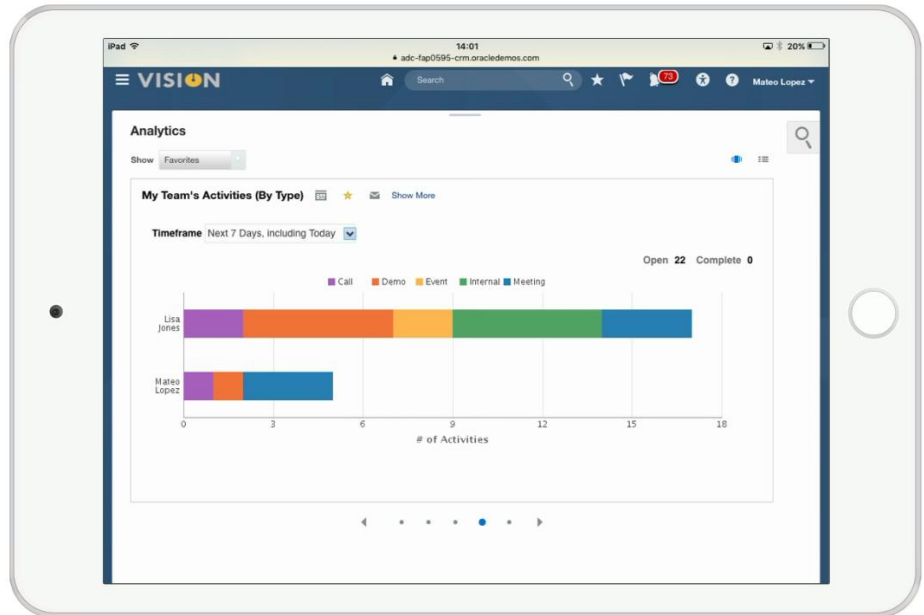 iPad 14:01 20%
adc-fap0595-crm.oracledemos.com
VISION Search 73 ? Mateo Lopez
Analytics
Show Favorites
My Team's Activities (By Type) Show More
Timeframe Next 7 Days, including Today
Open 22 Complete 0
Call Demo Event Internal Meeting
Lisa
Jones
Mateo
Lopez
0 3 6 9 12 15 18
# of Activities